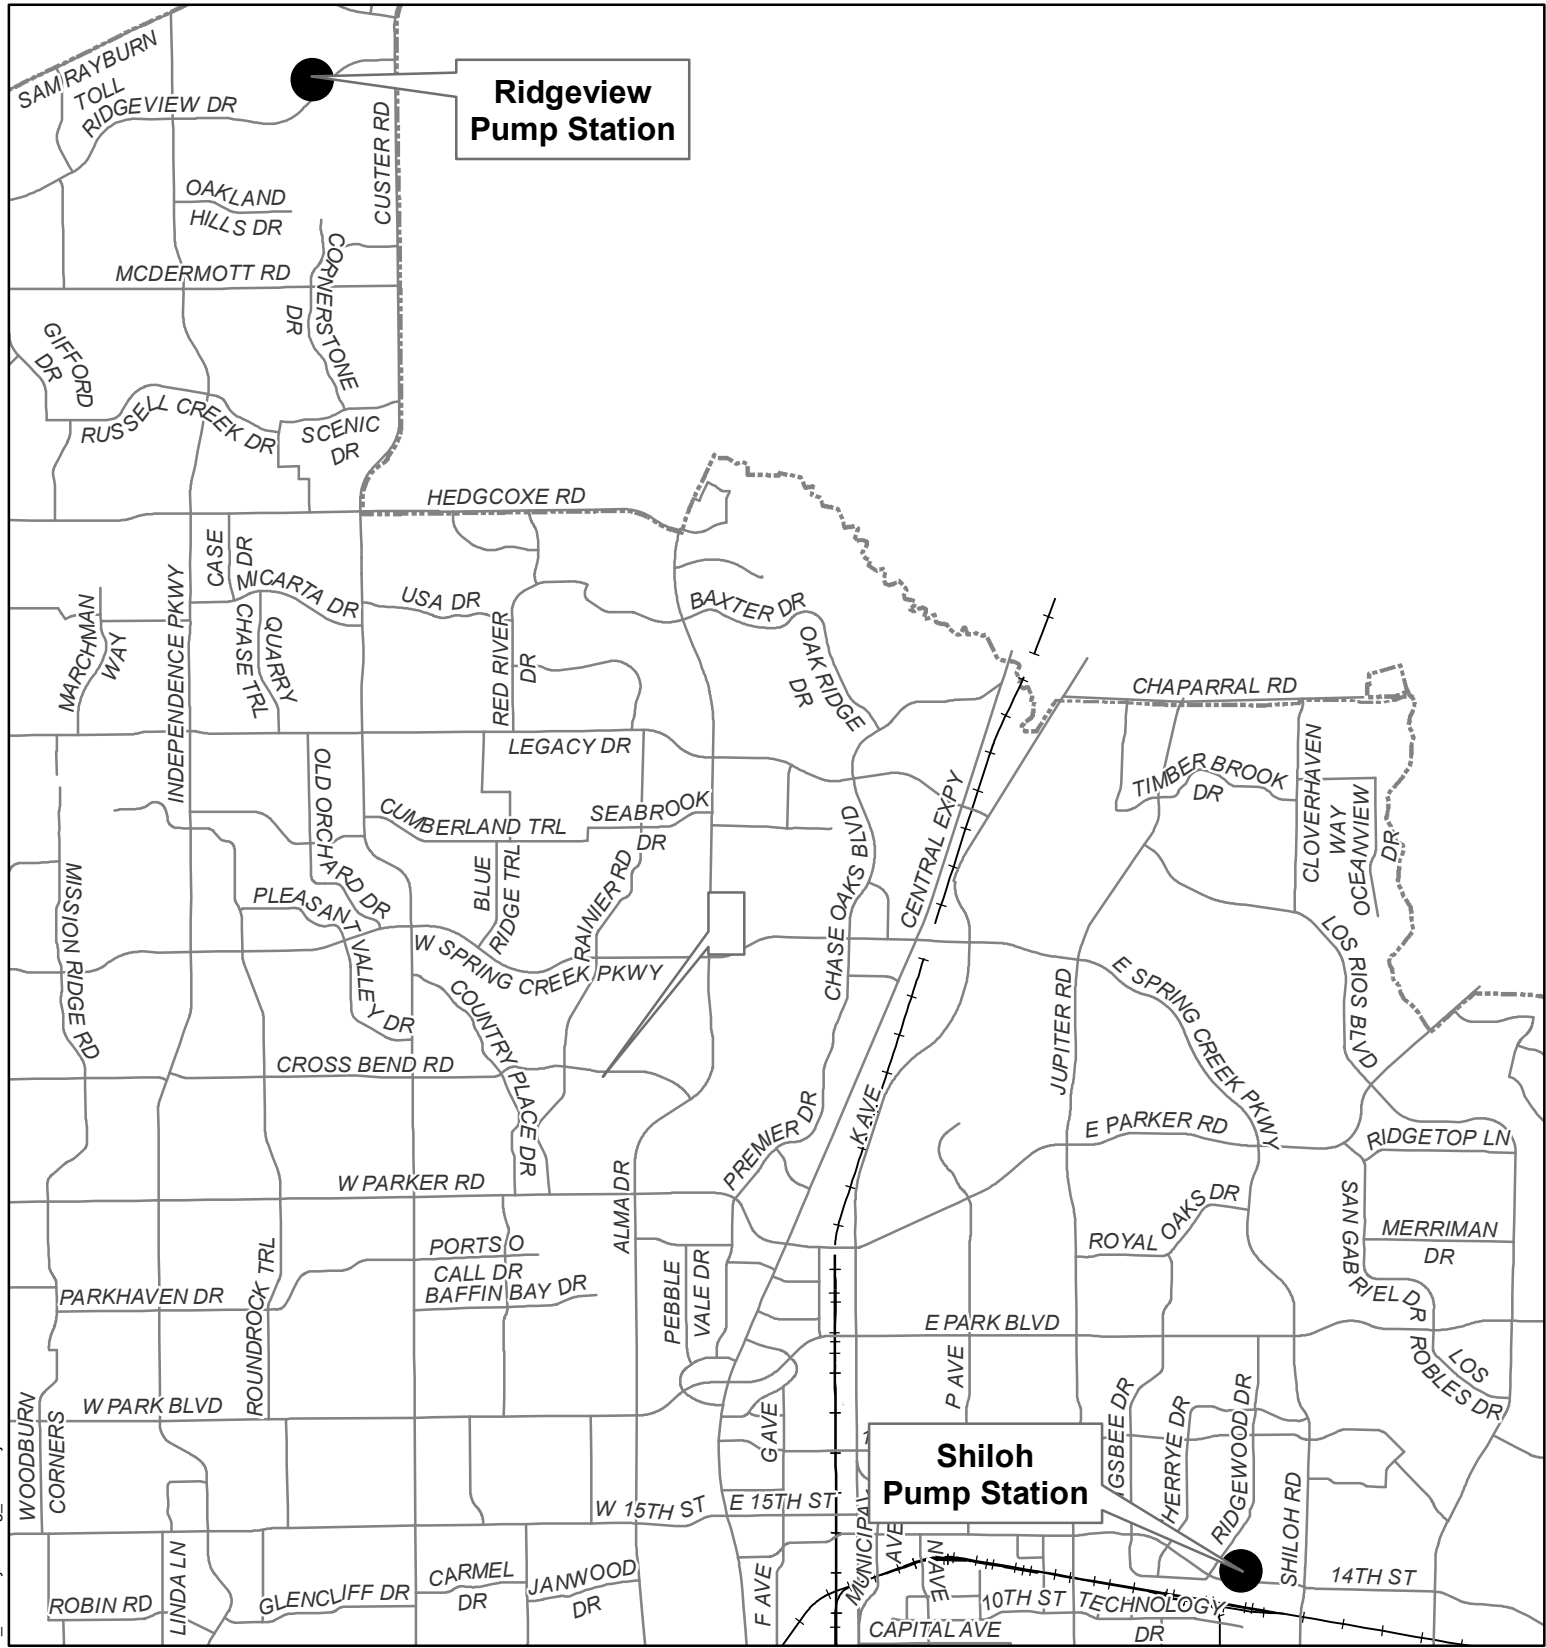 SAM RAYBURN
TOLL
RIDGEVIEW DR
Ridgeview
Pump Station
CUSTER RD
OAKLAND
HILLS DR
CORNERSTONE
DR
MCDERMOTT RD
GIFFORD
DR
RUSSELL CREEK DR
SCENIC
DR
HEDGCOXE RD
CASE
DR
MICARTA DR
USA DR
BAXTER DR
MARCHMAN
WAY
INDEPENDENCE PKWY
QUARRY
CHASE TRL
RED RIVER
DR
OAK RIDGE
DR
CHAPARRAL RD
LEGACY DR
OLD ORCHARD DR
CUMBERLAND TRL
SEABROOK
DR
CENTRAL EXPY
TIMBER BROOK
DR
CLOVERHAVEN
WAY
OCEANVIEW
DR
MISSION RIDGE RD
PLEASANT VALLEY DR
BLUE
RIDGE TRL
RAINIER RD
CHASE OAKS BLVD
W SPRING CREEK PKWY
LOS RIOS BLVD
COUNTRY PLACE DR
JUPITER RD
E SPRING CREEK PKWY
CROSS BEND RD
K AVE
PREMIER DR
E PARKER RD
RIDGETOP LN
W PARKER RD
ALMA DR
ROYAL OAKS DR
SAN GABRIEL DR
MERRIMAN
DR
PORTSIO
CALL DR
BAFFIN BAY DR
ROUNDROCK TRL
PARKHAVEN DR
PEBBLE
VALE DR
E PARK BLVD
LOS
ROBLES DR
P AVE
W PARK BLVD
WOODBURN
CORNERS
G AVE
GSBEE DR
HERRYE DR
RIDGEWOOD DR
Shiloh
Pump Station
SHILOH RD
W 15TH ST
E 15TH ST
MUNICIPAL
AVE
N AVE
LINDA LN
F AVE
14TH ST
ROBIN RD
GLENCLIFF DR
CARMEL
DR
JANWOOD
DR
10TH ST
TECHNOLOGY
DR
CAPITAL AVE